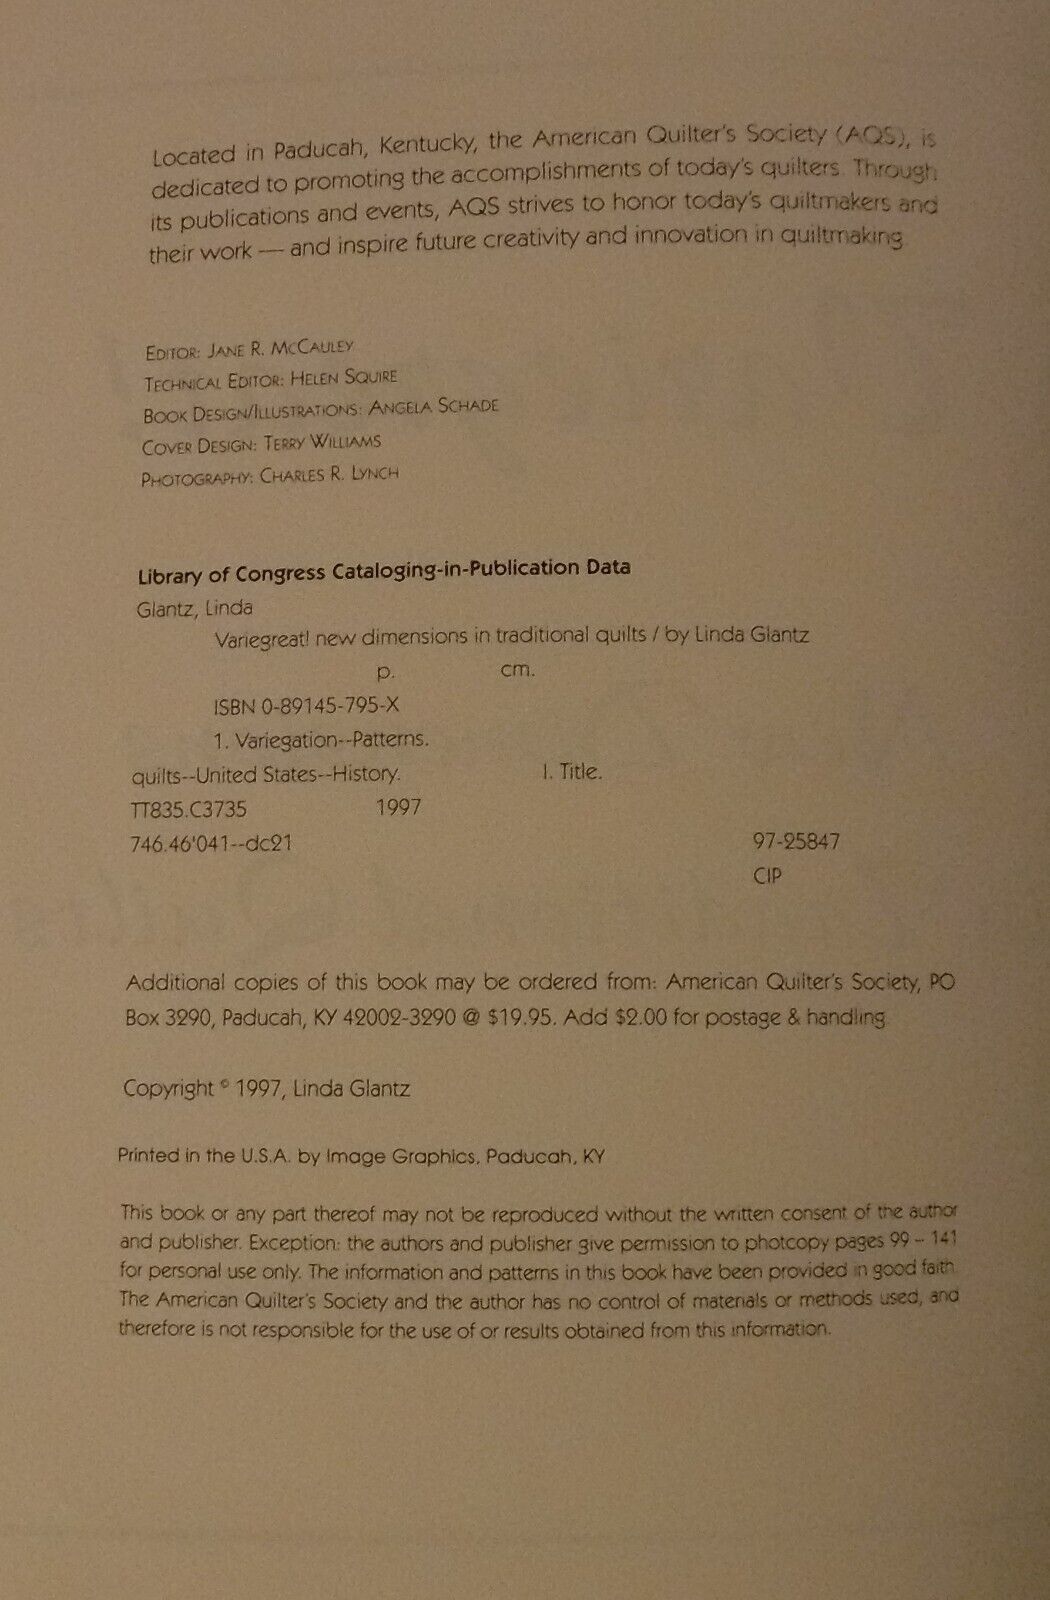 Located in Paducah, Kentucky, the American Quilter's Society (AQS), is
dedicated to promoting the accomplishments of today's quilters. Through
its publications and events, AQS strives to honor today's quiltmakers and
their work — and inspire future creativity and innovation in quiltmaking.
EDITOR: JANE R. MCCAULEY
TECHNICAL EDITOR: HELEN SQUIRE
BOOK DESIGN/ILLUSTRATIONS: ANGELA SCHADE
COVER DESIGN: TERRY WILLIAMS
PHOTOGRAPHY: CHARLES R. LYNCH
Library of Congress Cataloging-in-Publication Data
Glantz, Linda
Variegreat! new dimensions in traditional quilts / by Linda Glantz
p. cm.
ISBN 0-89145-795-X
1. Variegation--Patterns.
quilts--United States--History. I. Title.
TT835.C3735 1997
746.46'041--dc21 97-25847
CIP
Additional copies of this book may be ordered from: American Quilter's Society, PO
Box 3290, Paducah, KY 42002-3290 @ $19.95. Add $2.00 for postage & handling.
Copyright © 1997, Linda Glantz
Printed in the U.S.A. by Image Graphics, Paducah, KY
This book or any part thereof may not be reproduced without the written consent of the author
and publisher. Exception: the authors and publisher give permission to photcopy pages 99 – 141
for personal use only. The information and patterns in this book have been provided in good faith.
The American Quilter's Society and the author has no control of materials or methods used, and
therefore is not responsible for the use of or results obtained from this information.